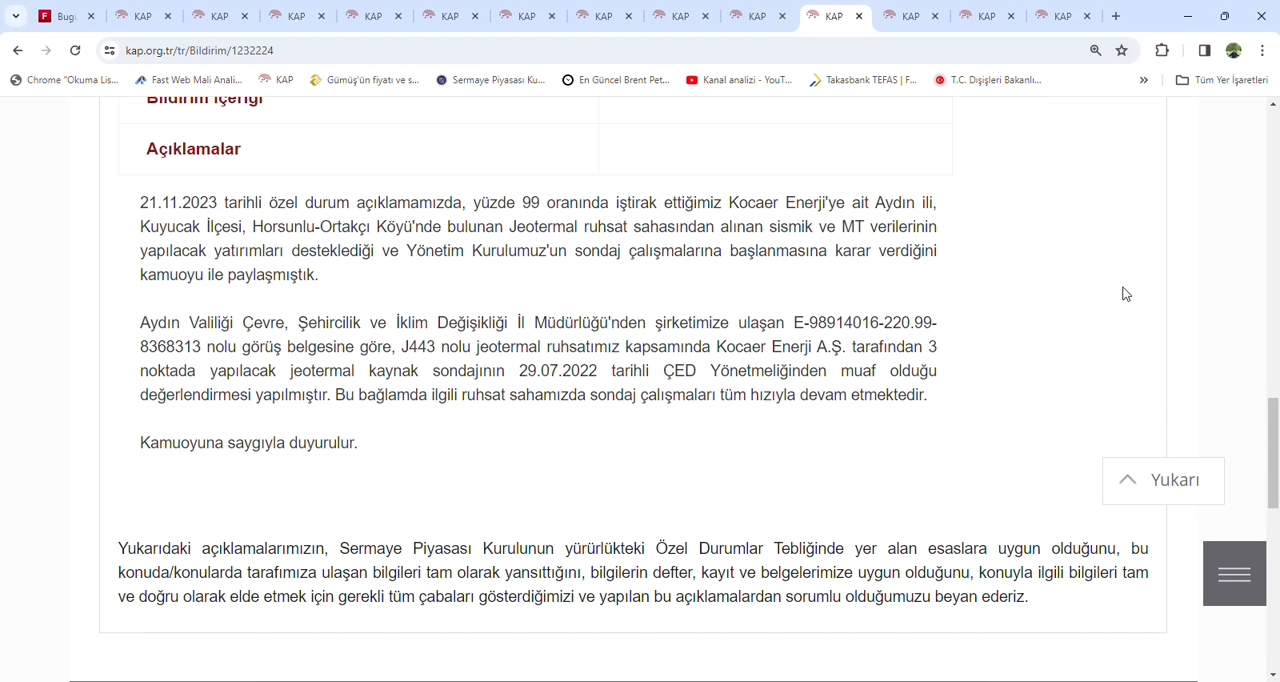 F Bugi KAP KAP KAP KAP KAP KAP KAP KAP KAP KAP KAP KAP KAP
kap.org.tr/tr/Bildirim/1232224
Chrome "Okuma Lis... Fast Web Mali Anali... KAP Gümüş'ün fiyatı ve s... Sermaye Piyasası Ku... En Güncel Brent Pet... Kanal analizi - YouT... Takasbank TEFAS | F... T.C. Dışişleri Bakanlı... » Tüm Yer İşaretleri
Bildirim İçeriği
Açıklamalar
21.11.2023 tarihli özel durum açıklamamızda, yüzde 99 oranında iştirak ettiğimiz Kocaer Enerji'ye ait Aydın ili,
Kuyucak İlçesi, Horsunlu-Ortakçı Köyü'nde bulunan Jeotermal ruhsat sahasından alınan sismik ve MT verilerinin
yapılacak yatırımları desteklediği ve Yönetim Kurulumuz'un sondaj çalışmalarına başlanmasına karar verdiğini
kamuoyu ile paylaşmıştık.
Aydın Valiliği Çevre, Şehircilik ve İklim Değişikliği İl Müdürlüğü'nden şirketimize ulaşan E-98914016-220.99-
8368313 nolu görüş belgesine göre, J443 nolu jeotermal ruhsatımız kapsamında Kocaer Enerji A.Ş. tarafından 3
noktada yapılacak jeotermal kaynak sondajının 29.07.2022 tarihli ÇED Yönetmeliğinden muaf olduğu
değerlendirmesi yapılmıştır. Bu bağlamda ilgili ruhsat sahamızda sondaj çalışmaları tüm hızıyla devam etmektedir.
Kamuoyuna saygıyla duyurulur.
Yukarı
Yukarıdaki açıklamalarımızın, Sermaye Piyasası Kurulunun yürürlükteki Özel Durumlar Tebliğinde yer alan esaslara uygun olduğunu, bu
konuda/konularda tarafımıza ulaşan bilgileri tam olarak yansıttığını, bilgilerin defter, kayıt ve belgelerimize uygun olduğunu, konuyla ilgili bilgileri tam
ve doğru olarak elde etmek için gerekli tüm çabaları gösterdiğimizi ve yapılan bu açıklamalardan sorumlu olduğumuzu beyan ederiz.